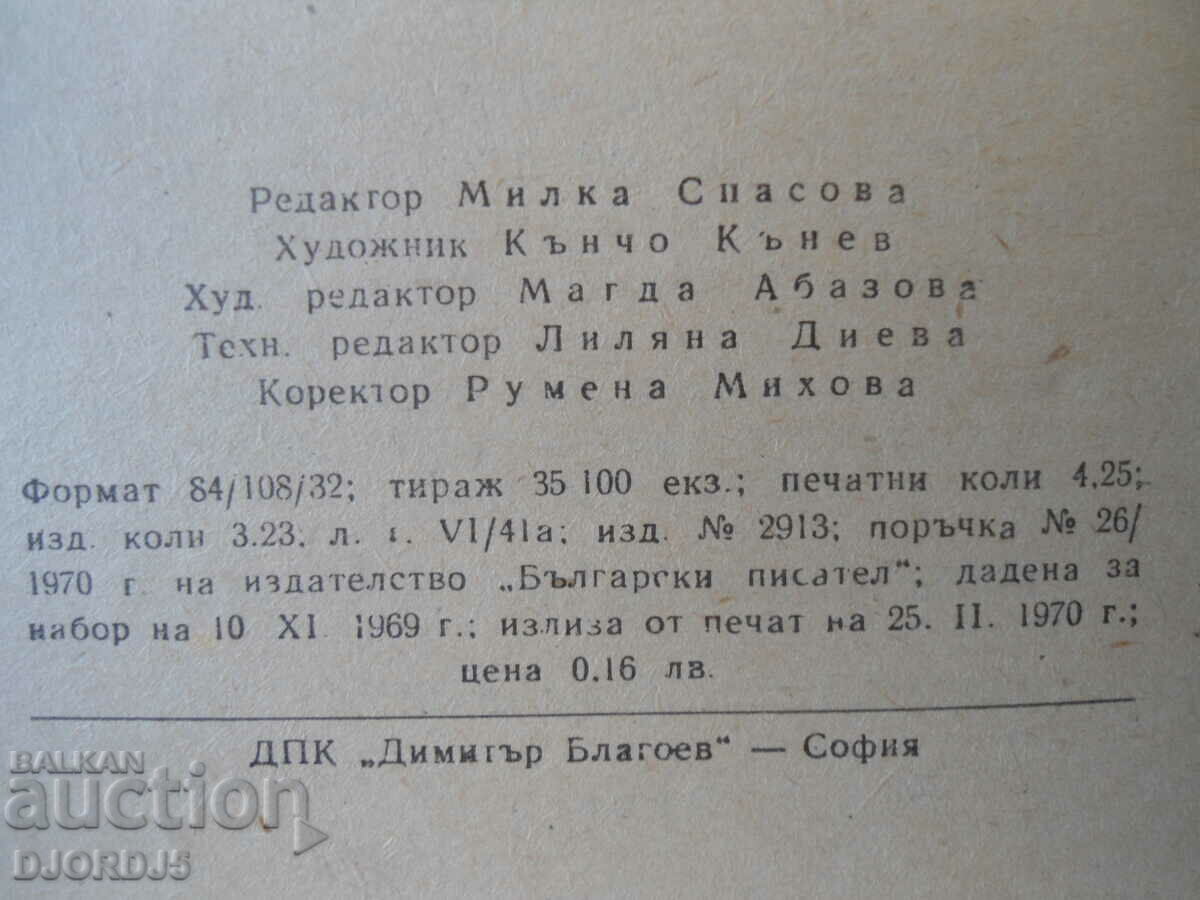 Редактор Милка Спасова
Художник Кънчо Кънев
Худ. редактор Магда Абазова
Техн. редактор Лиляна Диева
Коректор Румена Михова
Формат 84/108/32; тираж 35 100 екз.; печатни коли 4,25;
изд. коли 3.23. л. г. VI/41а; изд. № 2913; поръчка № 26/
1970 г. на издателство „Български писател“; дадена за
набор на 10 XI. 1969 г.; излиза от печат на 25. II. 1970 г.;
цена 0.16 лв.
ДПК „Димитър Благоев“ — София
BALKAN
auction
DJORDJ5